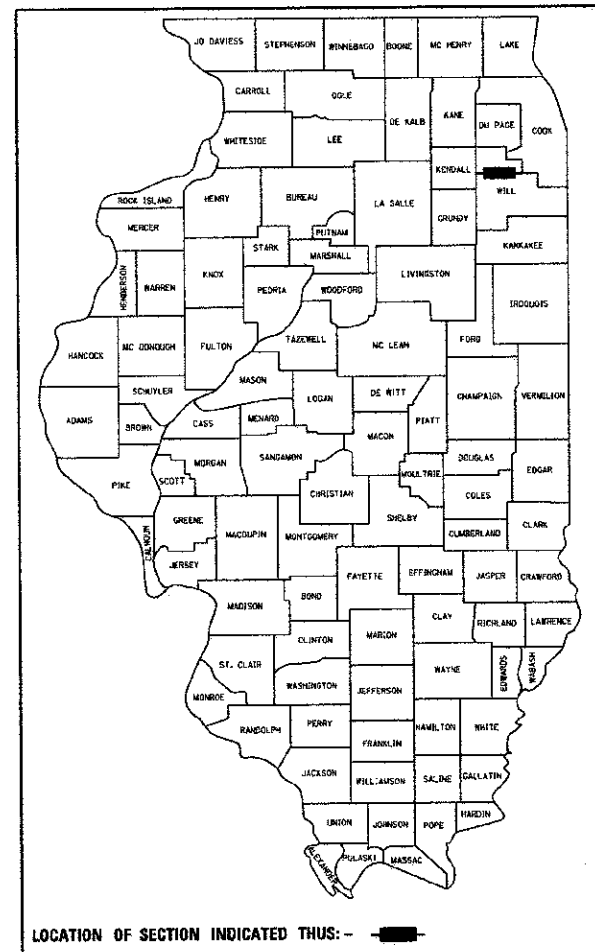 JO DAVIESS STEPHENSON WINNEBAGO BOONE MC HENRY LAKE
CARROLL OGLE DE KALB KANE DU PAGE COOK
WHITESIDE LEE
KENDALL WILL
ROCK ISLAND HENRY BUREAU LA SALLE GRUNDY
MERCER PUTNAM KANKAKEE
STARK MARSHALL
HENDERSON WARREN KNOX PEORIA WOODFORD LIVINGSTON IROQUOIS
FULTON TAZEWELL MC LEAN FORD
HANCOCK MC DONOUGH
MASON
SCHUYLER LOGAN DE WITT CHAMPAIGN VERMILION
ADAMS BROWN CASS MENARD MACON PIATT
MORGAN SANGAMON DOUGLAS EDGAR
PIKE SCOTT CHRISTIAN MOULTRIE COLES
GREENE SHELBY CLARK
CALHOUN MACOUPIN MONTGOMERY CUMBERLAND
JERSEY FAYETTE EFFINGHAM JASPER CRAWFORD
MADISON BOND
CLAY RICHLAND LAWRENCE
CLINTON MARION
ST. CLAIR WAYNE EDWARDS WABASH
WASHINGTON JEFFERSON
MONROE
RANDOLPH PERRY HAMILTON WHITE
FRANKLIN
JACKSON WILLIAMSON SALINE GALLATIN
UNION JOHNSON POPE HARDIN
ALEXANDER PULASKI MASSAC
LOCATION OF SECTION INDICATED THUS: -